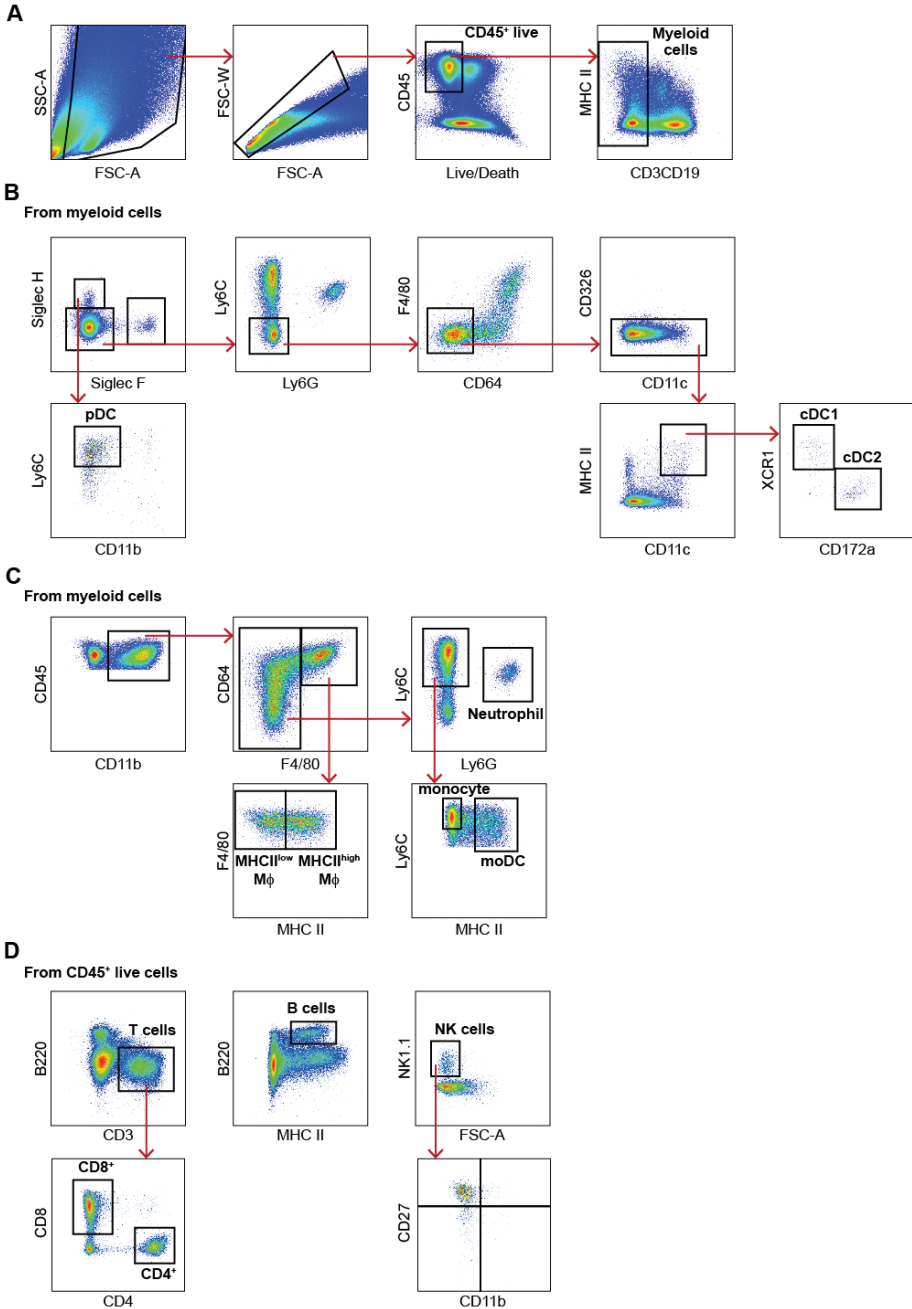 A
SSC-A
FSC-A
FSC-W
FSC-A
CD45⁺ live
CD45
Live/Death
Myeloid
cells
MHC II
CD3CD19
B
From myeloid cells
Siglec H
Siglec F
Ly6C
Ly6G
F4/80
CD64
CD326
CD11c
pDC
Ly6C
CD11b
MHC II
CD11c
cDC1
cDC2
XCR1
CD172a
C
From myeloid cells
CD45
CD11b
CD64
F4/80
Ly6C
Neutrophil
Ly6G
F4/80
MHCIIˡᵒʷ
Mϕ
MHCIIʰⁱᵍʰ
Mϕ
MHC II
monocyte
Ly6C
moDC
MHC II
D
From CD45⁺ live cells
B220
T cells
CD3
B220
B cells
MHC II
NK1.1
NK cells
FSC-A
CD8⁺
CD8
CD4⁺
CD4
CD27
CD11b